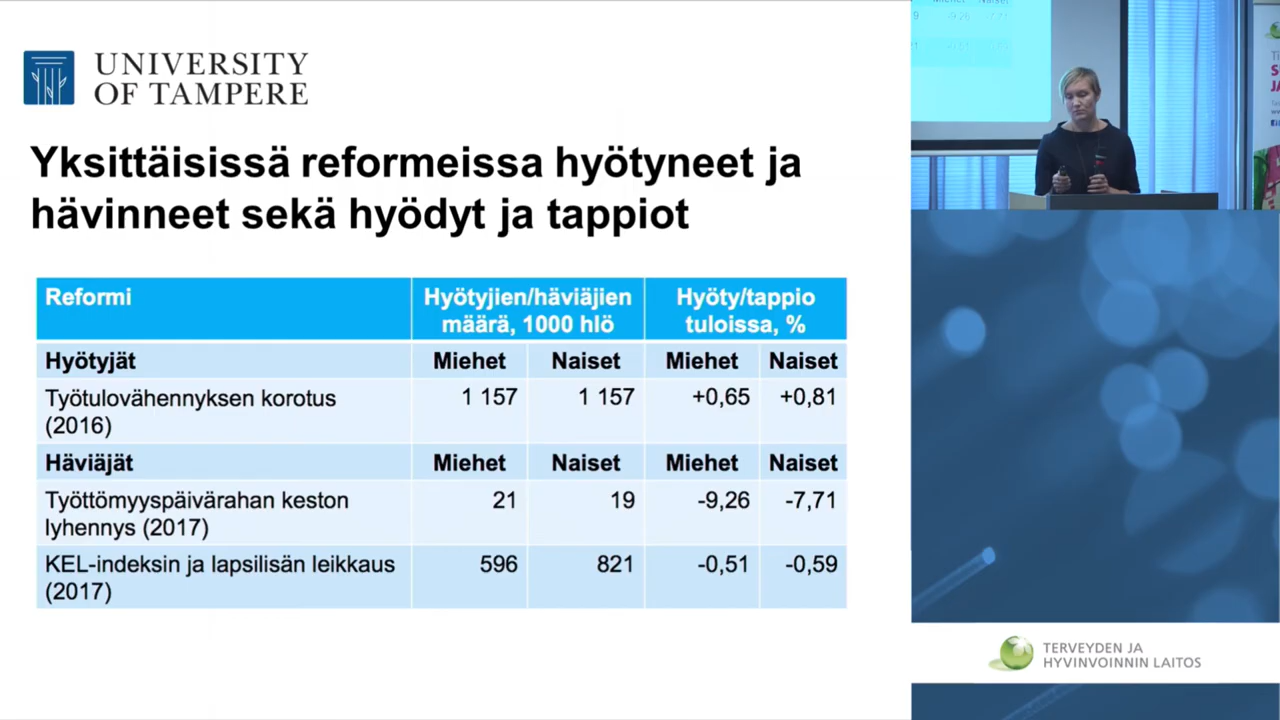 UNIVERSITY
OF TAMPERE
Yksittäisissä reformeissa hyötyneet ja
hävinneet sekä hyödyt ja tappiot
Reformi
Hyötyjien/häviäjien
määrä, 1000 hlö
Hyöty/tappio
tuloissa, %
Hyötyjät Miehet Naiset Miehet Naiset
Työtulovähennyksen korotus
(2016)
1 157 1 157 +0,65 +0,81
Häviäjät Miehet Naiset Miehet Naiset
Työttömyyspäivärahan keston
lyhennys (2017)
21 19 -9,26 -7,71
KEL-indeksin ja lapsilisän leikkaus
(2017)
596 821 -0,51 -0,59
TERVEYDEN JA
HYVINVOINNIN LAITOS